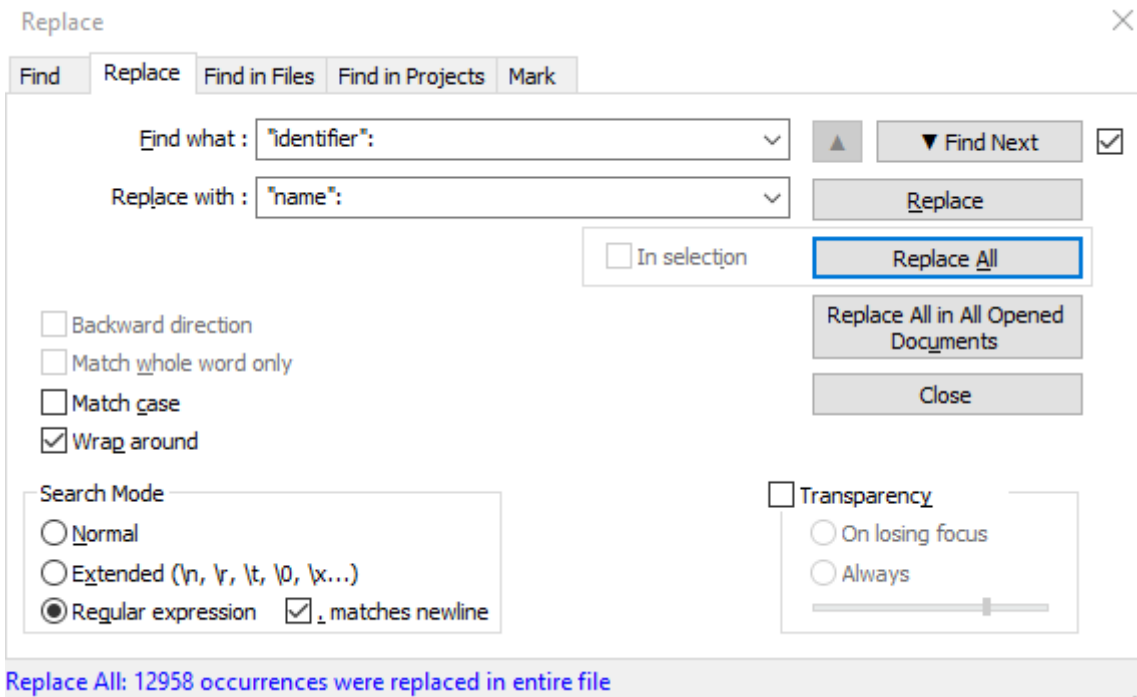 Replace
Find Replace Find in Files Find in Projects Mark
Find what : "identifier": ▲ ▼ Find Next
Replace with : "name": Replace
In selection Replace All
Backward direction Replace All in All Opened Documents
Match whole word only
Match case Close
Wrap around
Search Mode Transparency
Normal On losing focus
Extended (\n, \r, \t, \0, \x...) Always
Regular expression . matches newline
Replace All: 12958 occurrences were replaced in entire file